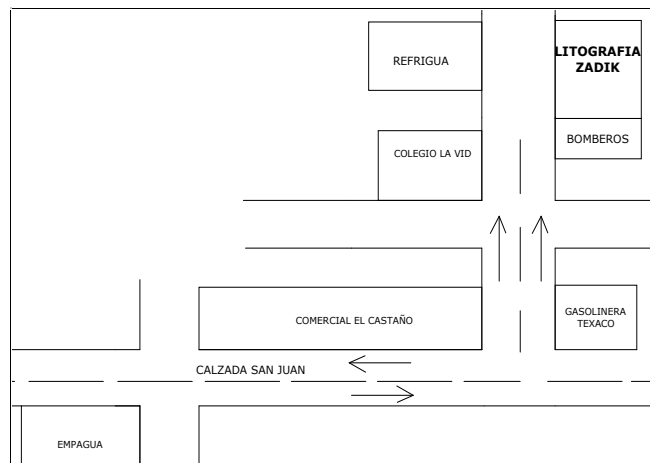 REFRIGUA
LITOGRAFIA
ZADIK
COLEGIO LA VID
BOMBEROS
COMERCIAL EL CASTAÑO
GASOLINERA
TEXACO
CALZADA SAN JUAN
EMPAGUA